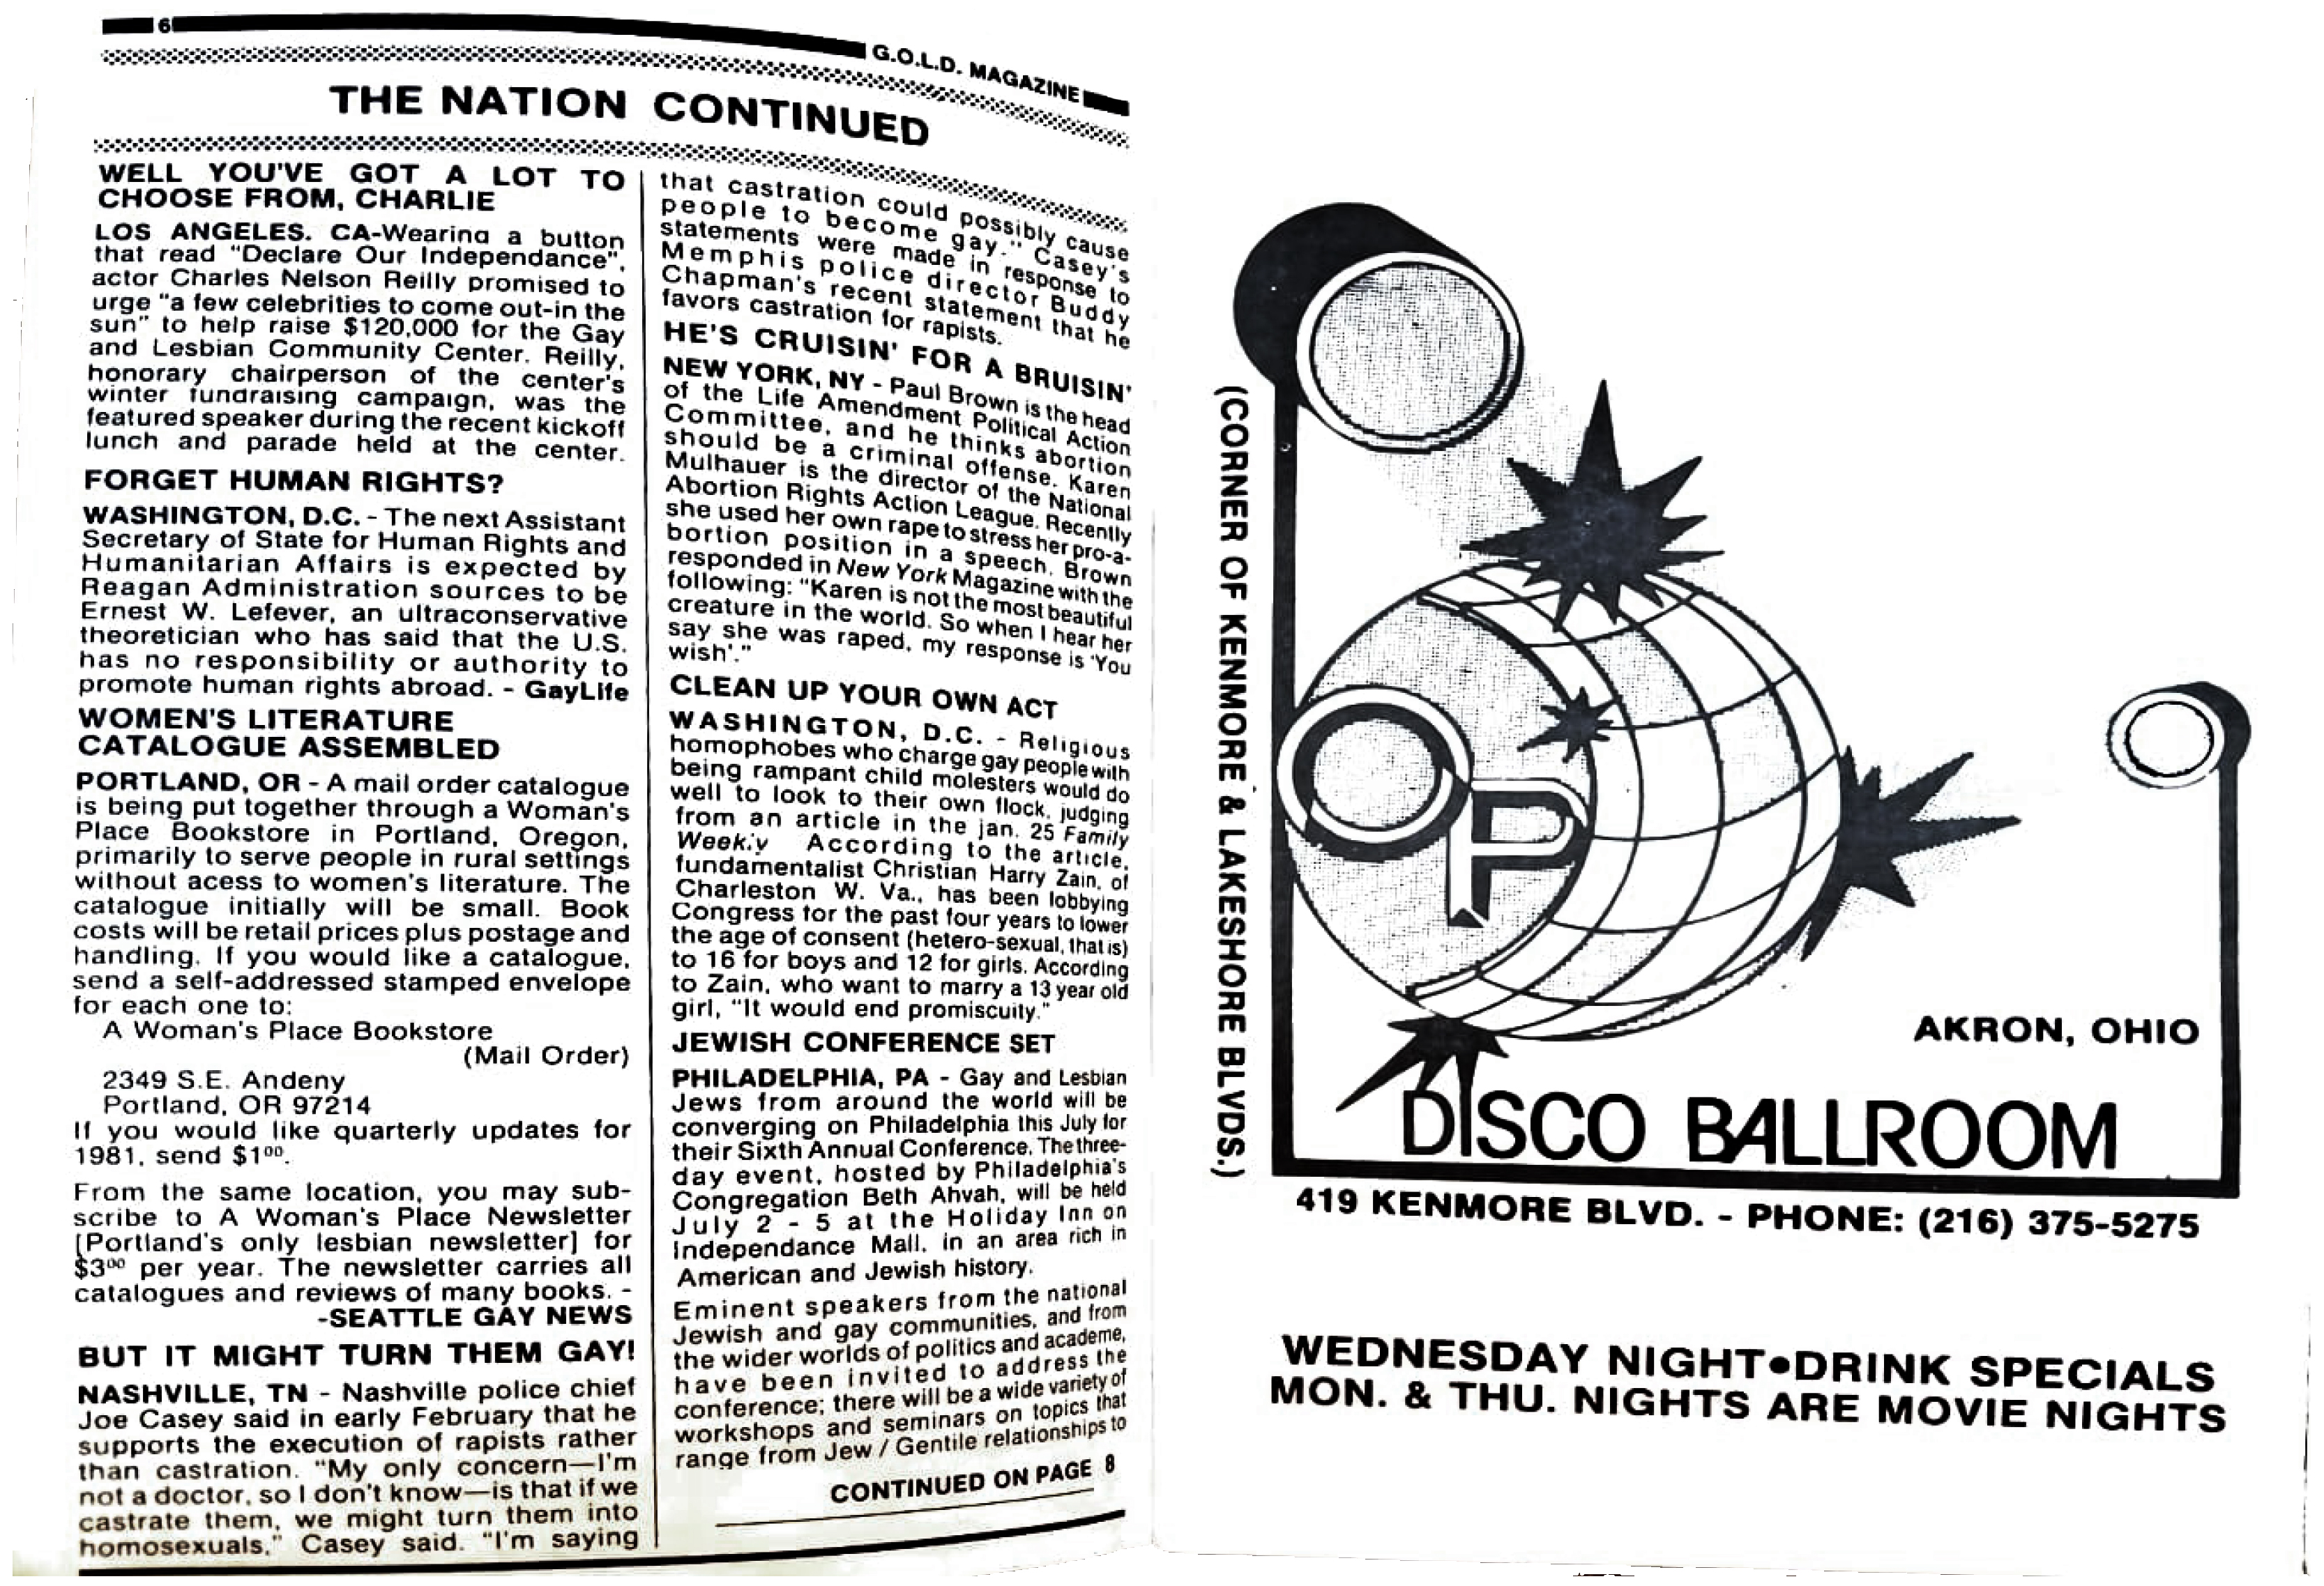 6
G.O.L.D. MAGAZINE
THE NATION CONTINUED
WELL YOU'VE GOT A LOT TO
CHOOSE FROM, CHARLIE
LOS ANGELES. CA-Wearing a button
that read "Declare Our Independance",
actor Charles Nelson Reilly promised to
urge "a few celebrities to come out-in the
sun" to help raise $120,000 for the Gay
and Lesbian Community Center. Reilly,
honorary chairperson of the center's
winter fundraising campaign, was the
featured speaker during the recent kickoff
lunch and parade held at the center.
FORGET HUMAN RIGHTS?
WASHINGTON, D.C. - The next Assistant
Secretary of State for Human Rights and
Humanitarian Affairs is expected by
Reagan Administration sources to be
Ernest W. Lefever, an ultraconservative
theoretician who has said that the U.S.
has no responsibility or authority to
promote human rights abroad. - GayLife
WOMEN'S LITERATURE
CATALOGUE ASSEMBLED
PORTLAND, OR - A mail order catalogue
is being put together through a Woman's
Place Bookstore in Portland, Oregon,
primarily to serve people in rural settings
without acess to women's literature. The
catalogue initially will be small. Book
costs will be retail prices plus postage and
handling. If you would like a catalogue,
send a self-addressed stamped envelope
for each one to:
A Woman's Place Bookstore
(Mail Order)
2349 S.E. Andeny
Portland, OR 97214
If you would like quarterly updates for
1981, send $1⁰⁰.
From the same location, you may sub-
scribe to A Woman's Place Newsletter
[Portland's only lesbian newsletter] for
$3⁰⁰ per year. The newsletter carries all
catalogues and reviews of many books. -
-SEATTLE GAY NEWS
BUT IT MIGHT TURN THEM GAY!
NASHVILLE, TN - Nashville police chief
Joe Casey said in early February that he
supports the execution of rapists rather
than castration. "My only concern—I'm
not a doctor, so I don't know—is that if we
castrate them, we might turn them into
homosexuals," Casey said. "I'm saying
that castration could possibly cause
people to become gay." Casey's
statements were made in response to
Memphis police director Buddy
Chapman's recent statement that he
favors castration for rapists.
HE'S CRUISIN' FOR A BRUISIN'
NEW YORK, NY - Paul Brown is the head
of the Life Amendment Political Action
Committee, and he thinks abortion
should be a criminal offense. Karen
Mulhauer is the director of the National
Abortion Rights Action League. Recently
she used her own rape to stress her pro-a-
bortion position in a speech. Brown
responded in New York Magazine with the
following: "Karen is not the most beautiful
creature in the world. So when I hear her
say she was raped, my response is 'You
wish'."
CLEAN UP YOUR OWN ACT
WASHINGTON, D.C. - Religious
homophobes who charge gay people with
being rampant child molesters would do
well to look to their own flock, judging
from an article in the jan. 25 Family
Weekly According to the article,
fundamentalist Christian Harry Zain, of
Charleston W. Va., has been lobbying
Congress for the past four years to lower
the age of consent (hetero-sexual, that is)
to 16 for boys and 12 for girls. According
to Zain, who want to marry a 13 year old
girl, "It would end promiscuity."
JEWISH CONFERENCE SET
PHILADELPHIA, PA - Gay and Lesbian
Jews from around the world will be
converging on Philadelphia this July for
their Sixth Annual Conference. The three-
day event, hosted by Philadelphia's
Congregation Beth Ahvah, will be held
July 2 - 5 at the Holiday Inn on
Independance Mall, in an area rich in
American and Jewish history.
Eminent speakers from the national
Jewish and gay communities, and from
the wider worlds of politics and academe,
have been invited to address the
conference; there will be a wide variety of
workshops and seminars on topics that
range from Jew / Gentile relationships to
CONTINUED ON PAGE 8
(CORNER OF KENMORE & LAKESHORE BLVDS.)
OP
AKRON, OHIO
DISCO BALLROOM
419 KENMORE BLVD. - PHONE: (216) 375-5275
WEDNESDAY NIGHT•DRINK SPECIALS
MON. & THU. NIGHTS ARE MOVIE NIGHTS